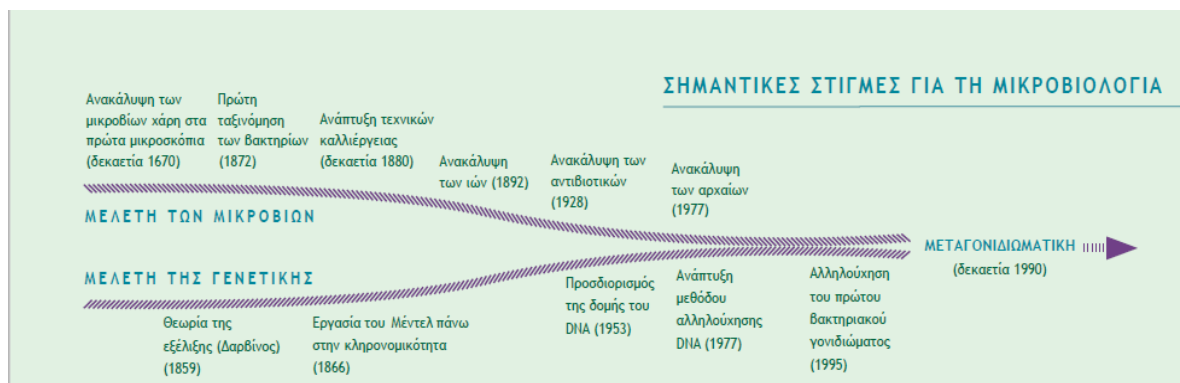 ΣΗΜΑΝΤΙΚΕΣ ΣΤΙΓΜΕΣ ΓΙΑ ΤΗ ΜΙΚΡΟΒΙΟΛΟΓΙΑ
Ανακάλυψη των
μικροβίων χάρη στα
πρώτα μικροσκόπια
(δεκαετία 1670)
Πρώτη
ταξινόμηση
των βακτηρίων
(1872)
Ανάπτυξη τεχνικών
καλλιέργειας
(δεκαετία 1880)
Ανακάλυψη
των ιών (1892)
Ανακάλυψη των
αντιβιοτικών
(1928)
Ανακάλυψη
των αρχαίων
(1977)
ΜΕΛΕΤΗ ΤΩΝ ΜΙΚΡΟΒΙΩΝ
ΜΕΤΑΓΟΝΙΔΙΩΜΑΤΙΚΗ
(δεκαετία 1990)
ΜΕΛΕΤΗ ΤΗΣ ΓΕΝΕΤΙΚΗΣ
Θεωρία της
εξέλιξης (Δαρβίνος)
(1859)
Εργασία του Μέντελ πάνω
στην κληρονομικότητα
(1866)
Προσδιορισμός
της δομής του
DNA (1953)
Ανάπτυξη
μεθόδου
αλληλούχησης
DNA (1977)
Αλληλούχηση
του πρώτου
βακτηριακού
γονιδιώματος
(1995)